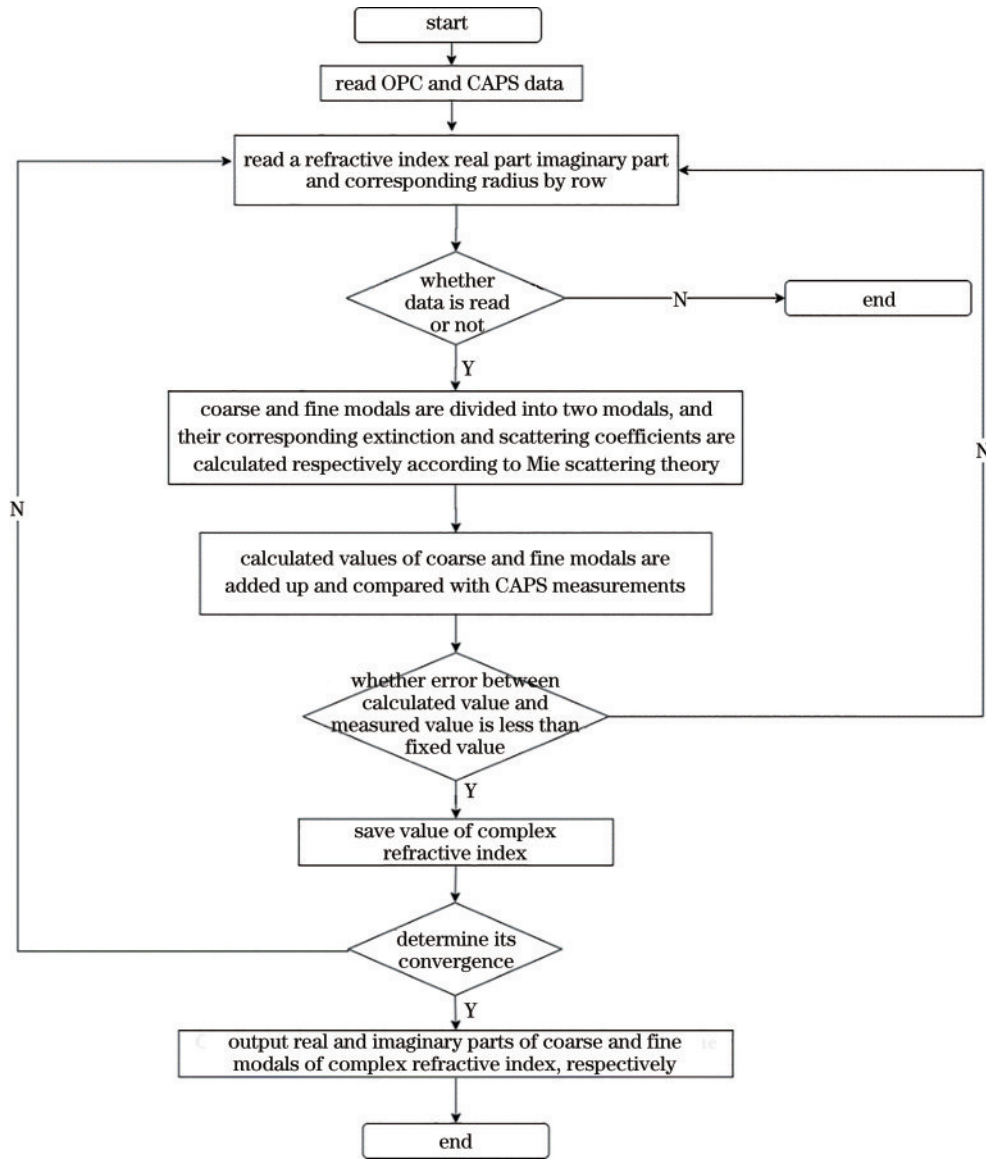 start
read OPC and CAPS data
read a refractive index real part imaginary part
and corresponding radius by row
whether
data is read
or not
N
end
Y
coarse and fine modals are divided into two modals, and
their corresponding extinction and scattering coefficients are
calculated respectively according to Mie scattering theory
N
N
calculated values of coarse and fine modals are
added up and compared with CAPS measurements
whether error between
calculated value and
measured value is less than
fixed value
Y
save value of complex
refractive index
determine its
convergence
Y
output real and imaginary parts of coarse and fine
modals of complex refractive index, respectively
end